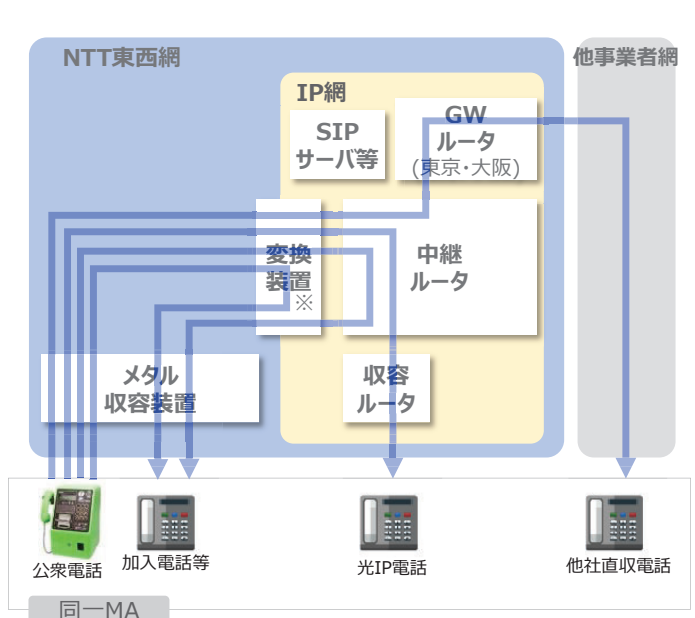 NTT東西網
他事業者網
IP網
SIP
サーバ等
GW
ルータ
(東京・大阪)
変換
装置
※
中継
ルータ
メタル
収容装置
収容
ルータ
公衆電話
加入電話等
光IP電話
他社直収電話
同一MA